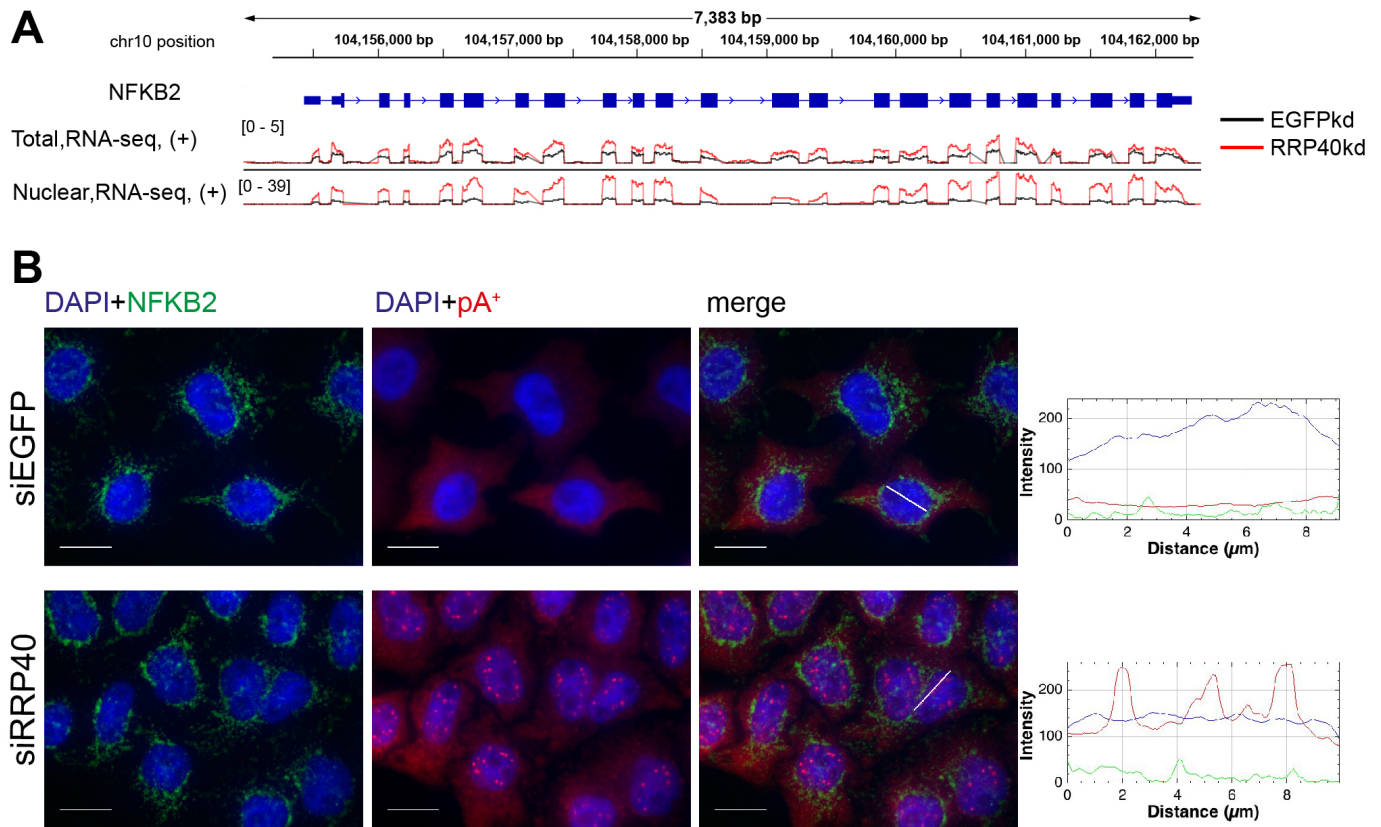 A
7,383 bp
chr10 position
104,156,000 bp 104,157,000 bp 104,158,000 bp 104,159,000 bp 104,160,000 bp 104,161,000 bp 104,162,000 bp
NFKB2
EGFPkd
RRP40kd
Total,RNA-seq, (+) [0 - 5]
Nuclear,RNA-seq, (+) [0 - 39]
B
DAPI+NFKB2 DAPI+pA⁺ merge
siEGFP
Intensity
200
100
0
0 2 4 6 8
Distance (µm)
siRRP40
Intensity
200
100
0
0 2 4 6 8
Distance (µm)